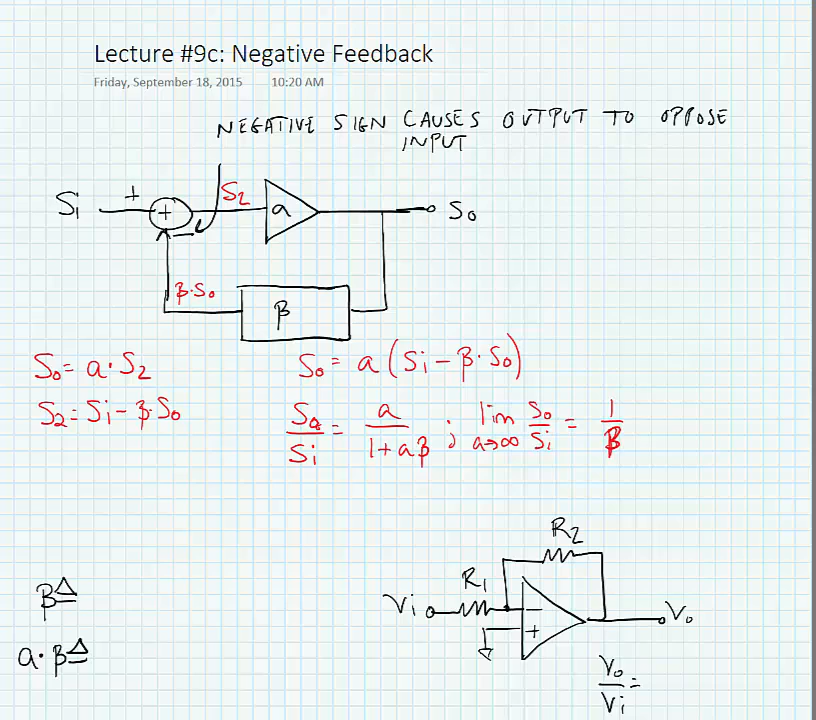 Lecture #9c: Negative Feedback
Friday, September 18, 2015 10:20 AM
NEGATIVE SIGN CAUSES OUTPUT TO OPPOSE
INPUT
Si + + S2 a So
−
β·So β
So = a · S2 So = a (Si − β · So)
S2 = Si − β · So So/Si = a/(1+aβ) ; lim a→∞ So/Si = 1/β
R2
R1
β ≜
Vi − Vo
+
a · β ≜
Vo/Vi =